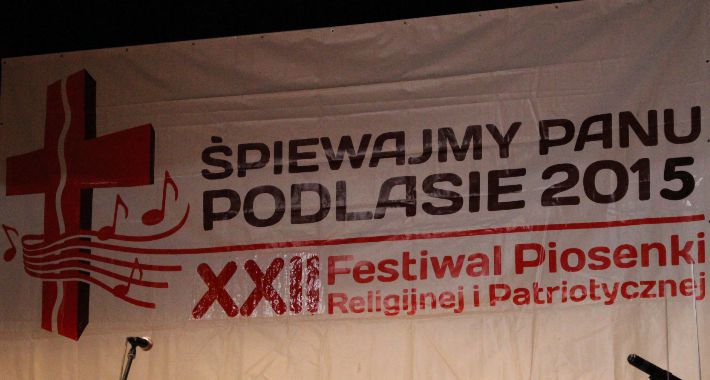 ŚPIEWAJMY PANU
PODLASIE 2015
XXII Festiwal Piosenki
Religijnej i Patriotycznej